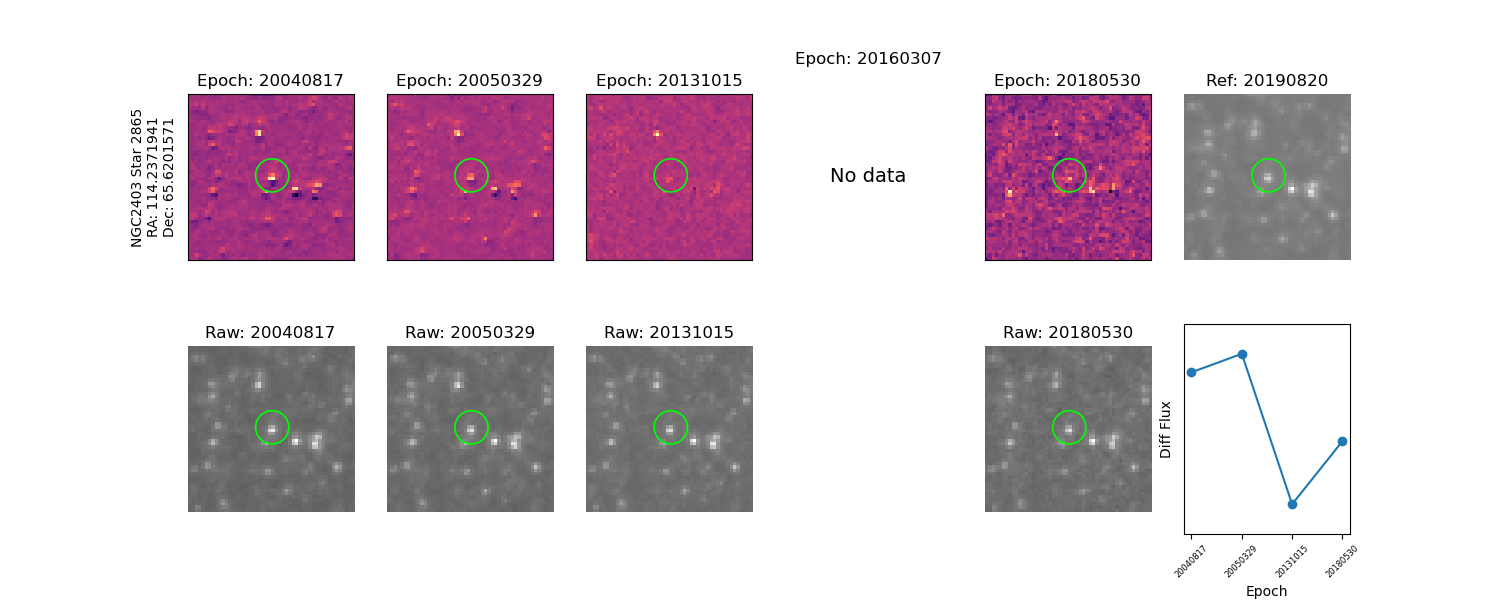 Epoch: 20160307
Epoch: 20040817
Epoch: 20050329
Epoch: 20131015
Epoch: 20180530
Ref: 20190820
NGC2403 Star 2865
RA: 114.2371941
Dec: 65.6201571
No data
Raw: 20040817
Raw: 20050329
Raw: 20131015
Raw: 20180530
Diff Flux
20040817
20050329
20131015
20180530
Epoch